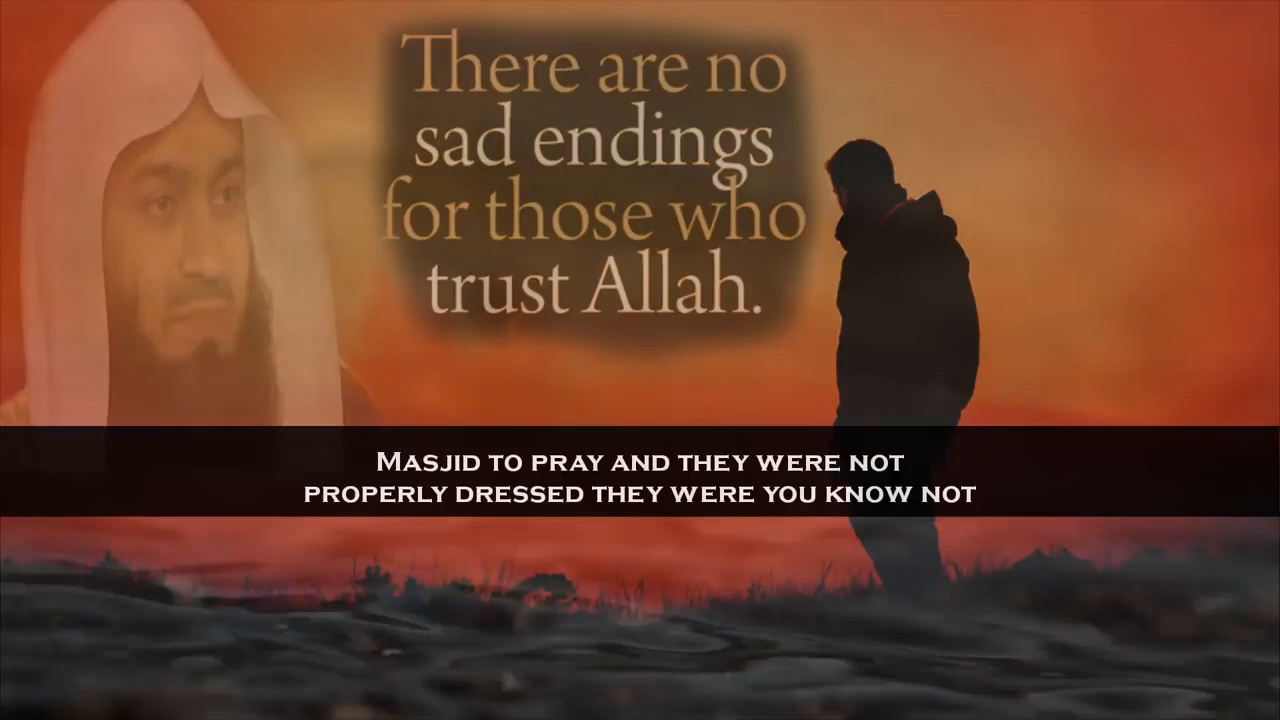 There are no
sad endings
for those who
trust Allah.
MASJID TO PRAY AND THEY WERE NOT
PROPERLY DRESSED THEY WERE YOU KNOW NOT